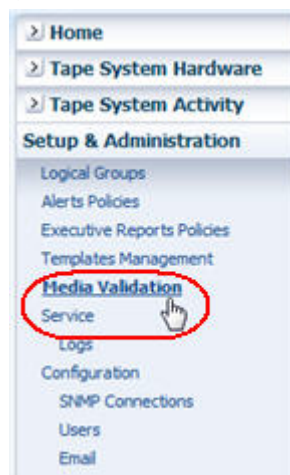 Home
Tape System Hardware
Tape System Activity
Setup & Administration
Logical Groups
Alerts Policies
Executive Reports Policies
Templates Management
Media Validation
Service
Logs
Configuration
SNMP Connections
Users
Email